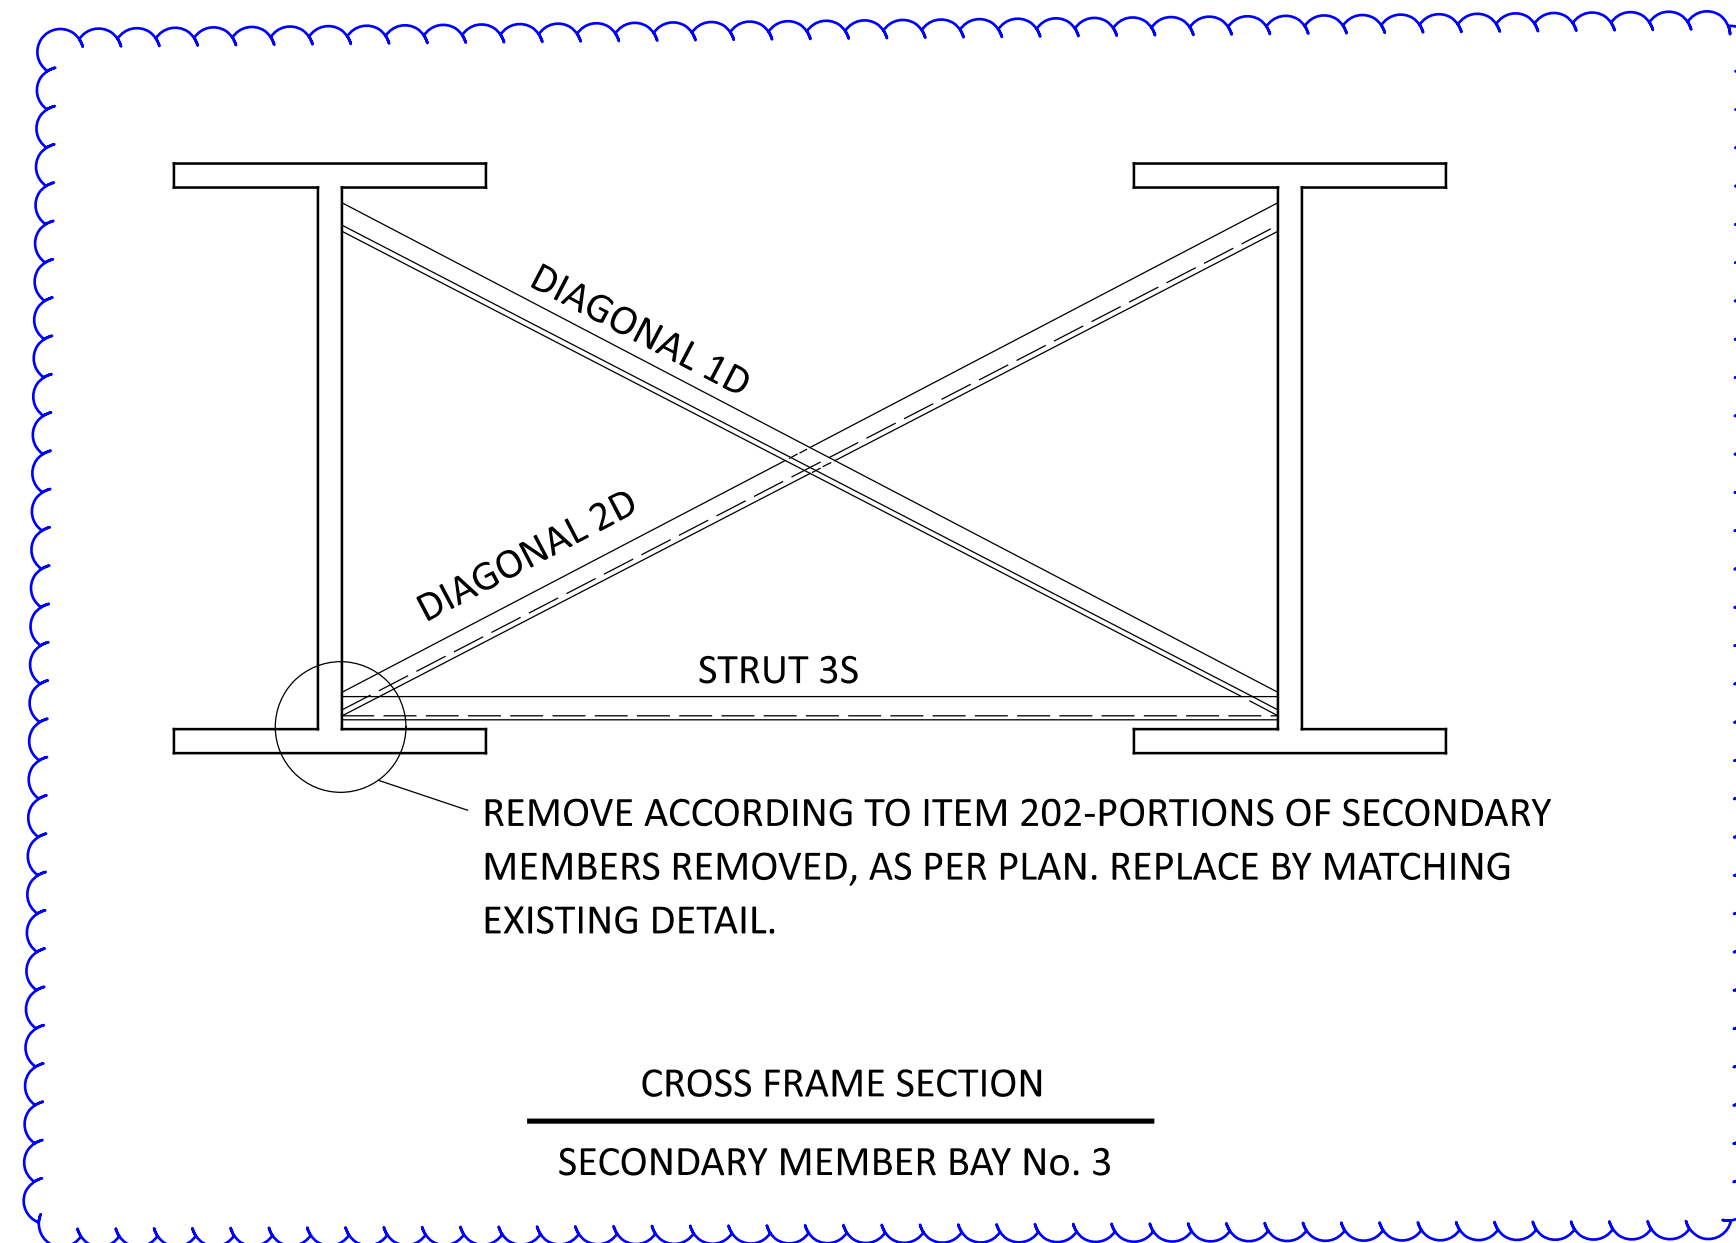 DIAGONAL 1D
DIAGONAL 2D
STRUT 3S
REMOVE ACCORDING TO ITEM 202-PORTIONS OF SECONDARY
MEMBERS REMOVED, AS PER PLAN. REPLACE BY MATCHING
EXISTING DETAIL.
CROSS FRAME SECTION
SECONDARY MEMBER BAY No. 3